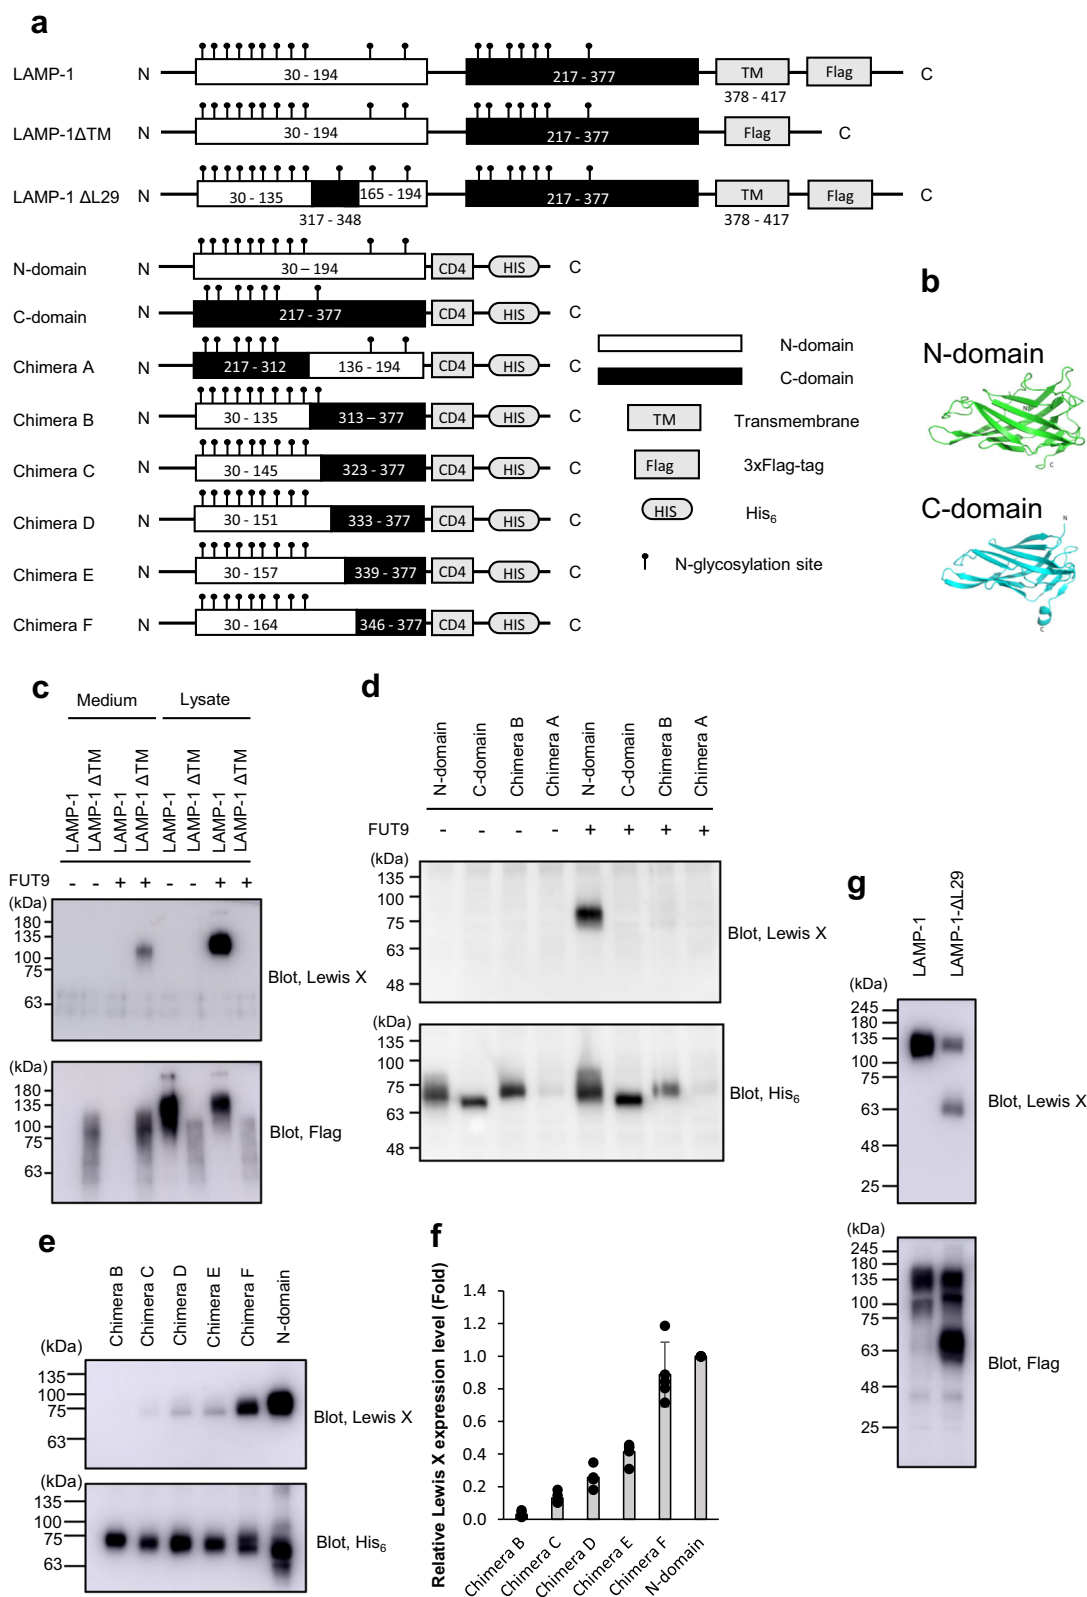 a
LAMP-1 N 30 - 194 217 - 377 TM Flag C
378 - 417
LAMP-1ΔTM N 30 - 194 217 - 377 Flag C
LAMP-1 ΔL29 N 30 - 135 165 - 194 217 - 377 TM Flag C
317 - 348 378 - 417
N-domain N 30 – 194 CD4 HIS C
C-domain N 217 - 377 CD4 HIS C
Chimera A N 217 - 312 136 - 194 CD4 HIS C
Chimera B N 30 - 135 313 – 377 CD4 HIS C
Chimera C N 30 - 145 323 - 377 CD4 HIS C
Chimera D N 30 - 151 333 - 377 CD4 HIS C
Chimera E N 30 - 157 339 - 377 CD4 HIS C
Chimera F N 30 - 164 346 - 377 CD4 HIS C
N-domain
C-domain
TM Transmembrane
Flag 3xFlag-tag
HIS His6
N-glycosylation site
b
N-domain
N
C
C-domain
N
C
c
Medium Lysate
LAMP-1 LAMP-1 ΔTM LAMP-1 LAMP-1 ΔTM LAMP-1 LAMP-1 ΔTM LAMP-1 LAMP-1 ΔTM
FUT9 - - + + - - + +
(kDa)
180
135
100
75
63
Blot, Lewis X
(kDa)
180
135
100
75
63
Blot, Flag
d
N-domain C-domain Chimera B Chimera A N-domain C-domain Chimera B Chimera A
FUT9 - - - - + + + +
(kDa)
135
100
75
63
48
Blot, Lewis X
(kDa)
135
100
75
63
48
Blot, His6
e
Chimera B Chimera C Chimera D Chimera E Chimera F N-domain
(kDa)
135
100
75
63
Blot, Lewis X
(kDa)
135
100
75
63
Blot, His6
f
Relative Lewis X expression level (Fold)
1.4
1.2
1.0
0.8
0.6
0.4
0.2
0.0
Chimera B Chimera C Chimera D Chimera E Chimera F N-domain
g
LAMP-1 LAMP-1-ΔL29
(kDa)
245
180
135
100
75
63
48
25
Blot, Lewis X
(kDa)
245
180
135
100
75
63
48
25
Blot, Flag